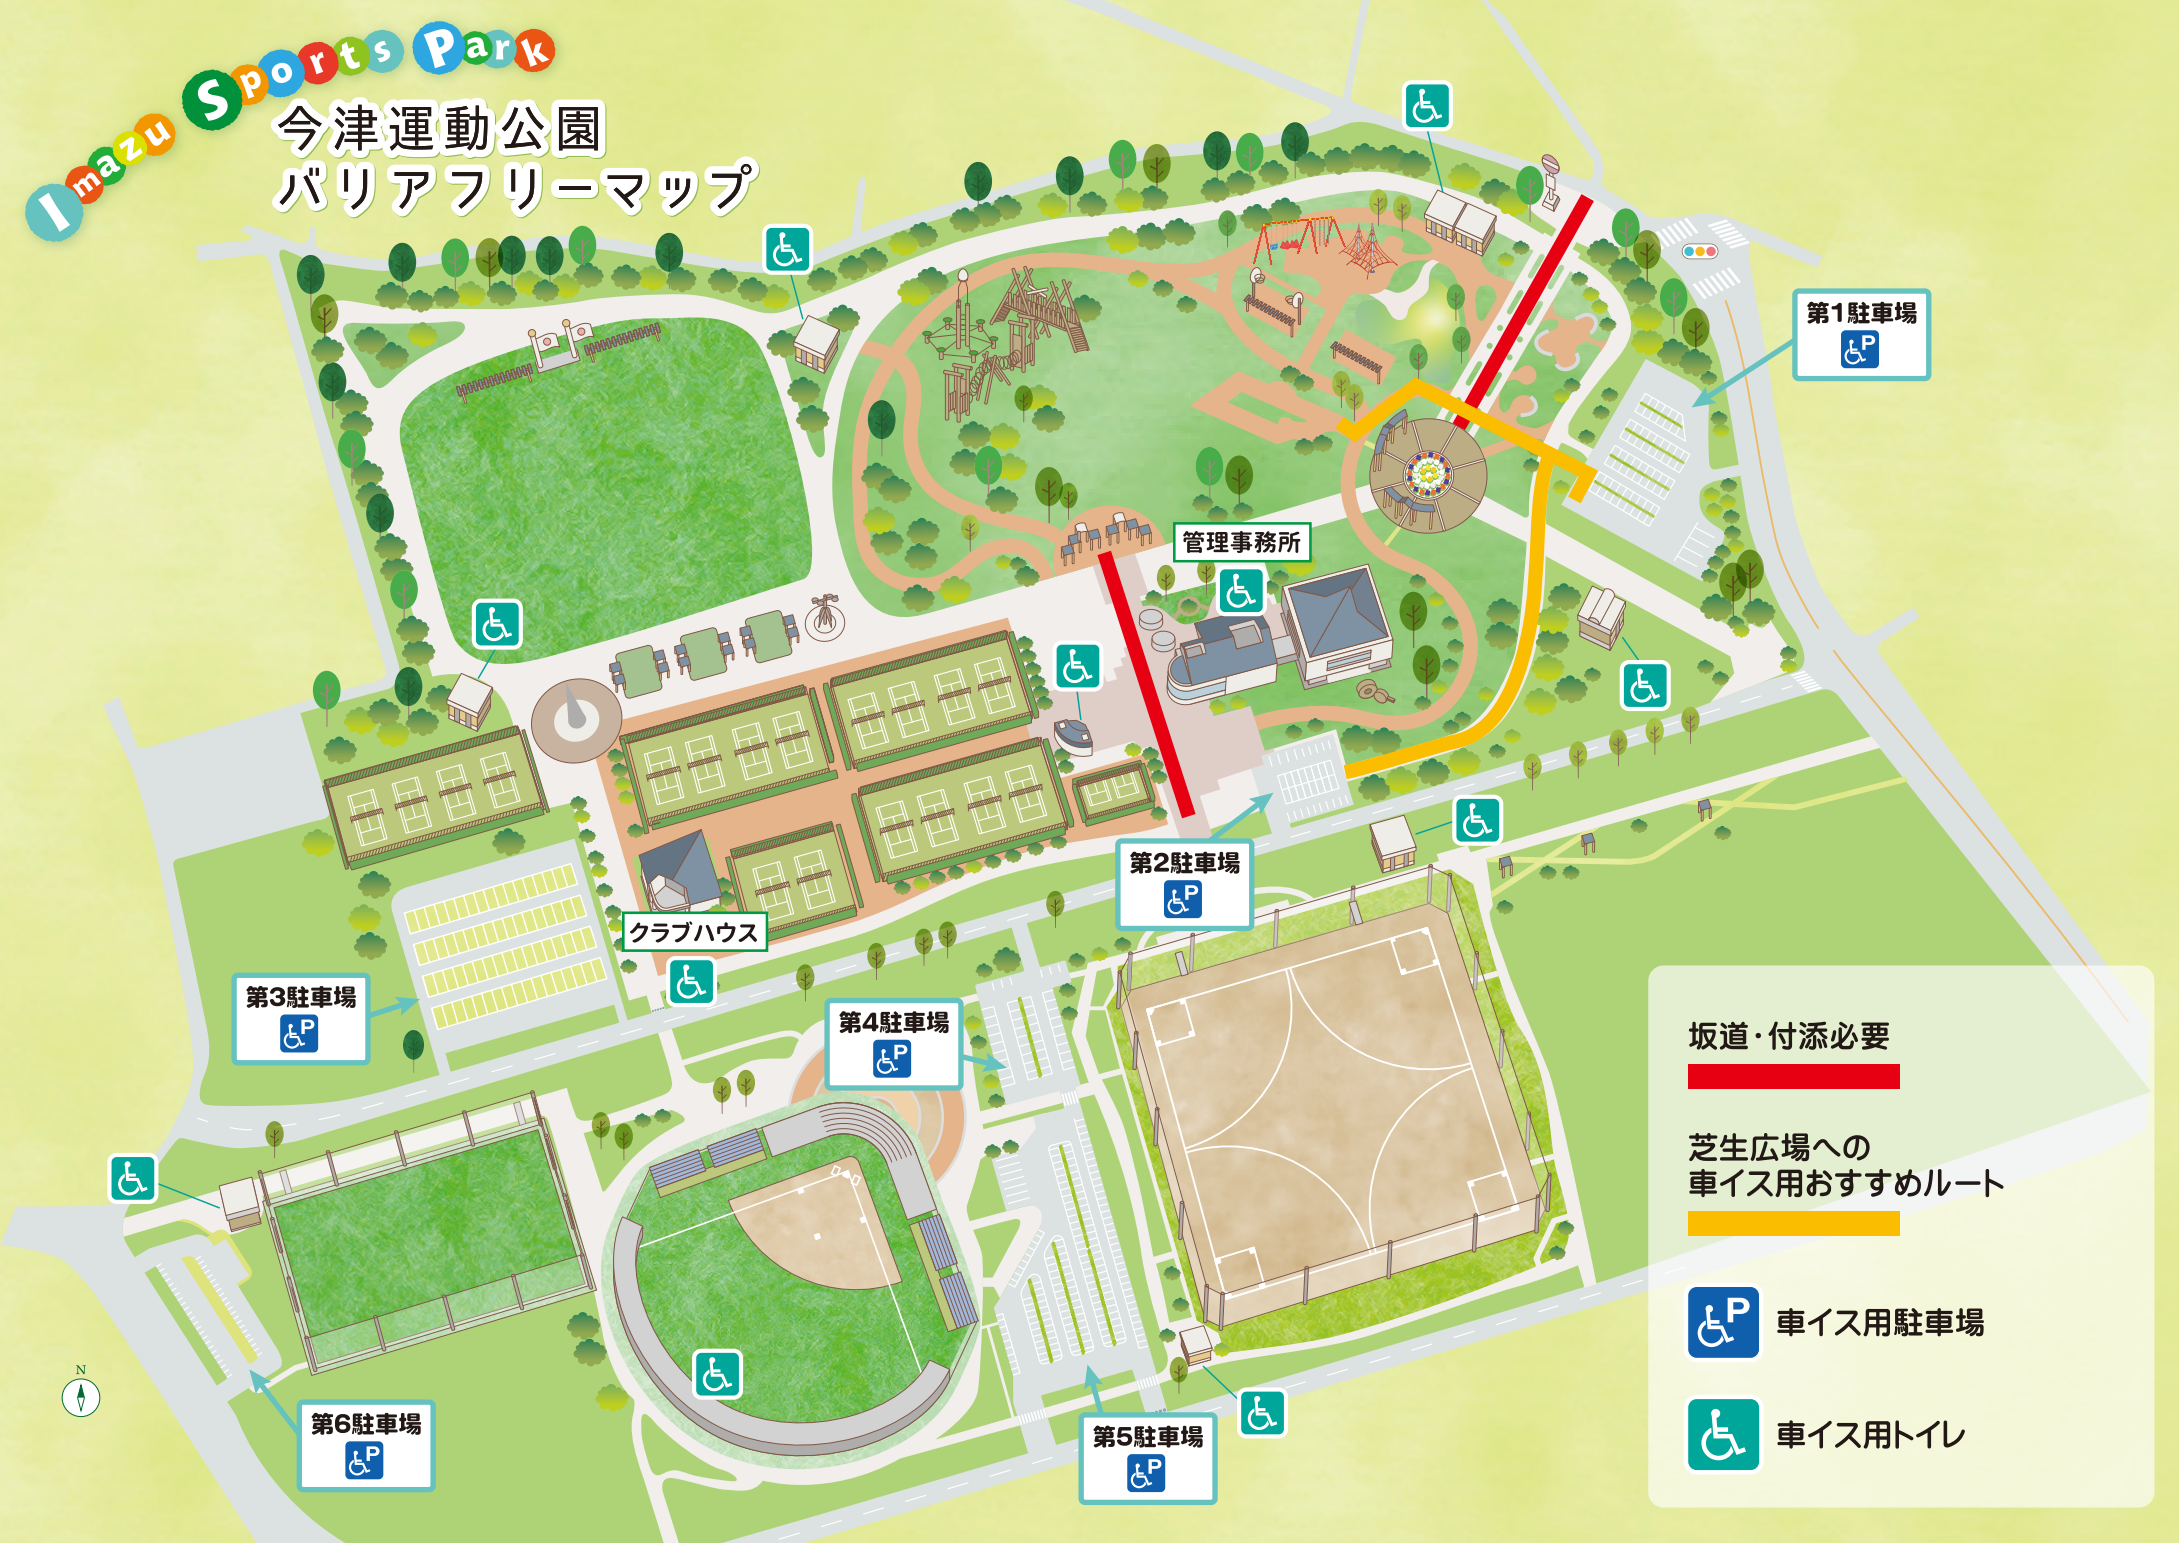 Imazu Sports Park
今津運動公園
バリアフリーマップ
第1駐車場
P
管理事務所
第2駐車場
P
クラブハウス
第3駐車場
P
第4駐車場
P
第5駐車場
P
第6駐車場
P
N
坂道・付添必要
芝生広場への
車イス用おすすめルート
P
車イス用駐車場
車イス用トイレ